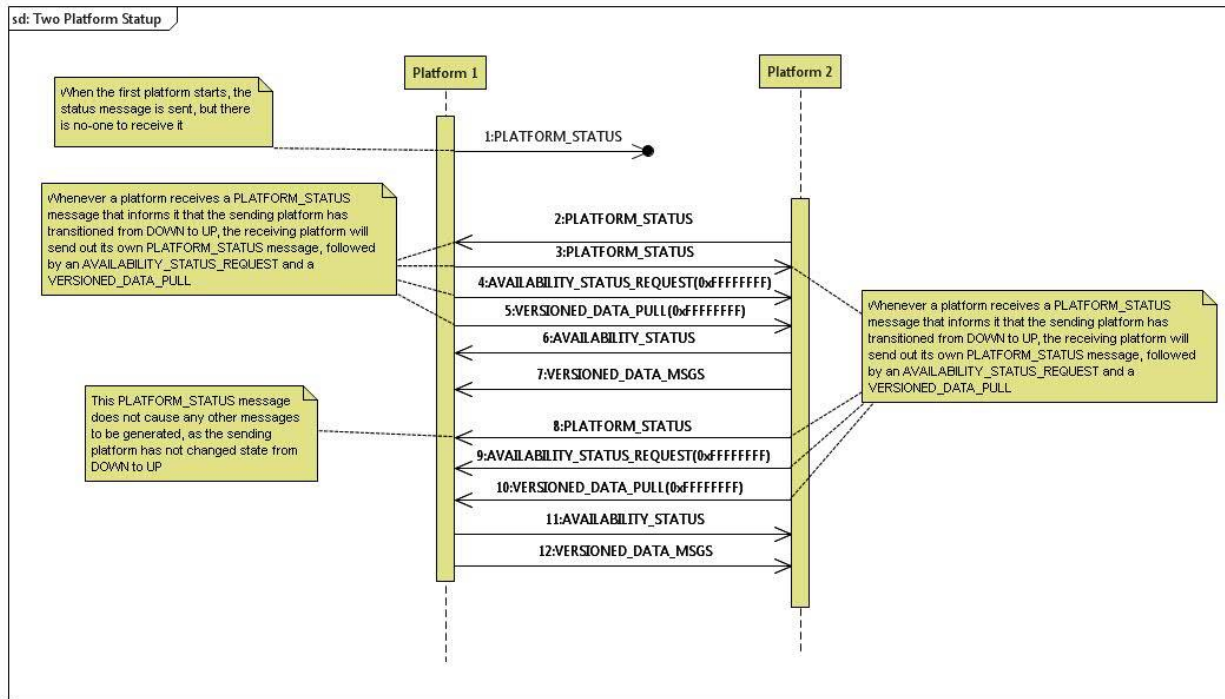 sd: Two Platform Statup
Platform 1
Platform 2
When the first platform starts, the
status message is sent, but there
is no-one to receive it
1:PLATFORM_STATUS
Whenever a platform receives a PLATFORM_STATUS
message that informs it that the sending platform has
transitioned from DOWN to UP, the receiving platform will
send out its own PLATFORM_STATUS message, followed
by an AVAILABILITY_STATUS_REQUEST and a
VERSIONED_DATA_PULL
2:PLATFORM_STATUS
3:PLATFORM_STATUS
4:AVAILABILITY_STATUS_REQUEST(0xFFFFFFFF)
5:VERSIONED_DATA_PULL(0xFFFFFFFF)
6:AVAILABILITY_STATUS
7:VERSIONED_DATA_MSGS
Whenever a platform receives a PLATFORM_STATUS
message that informs it that the sending platform has
transitioned from DOWN to UP, the receiving platform will
send out its own PLATFORM_STATUS message, followed
by an AVAILABILITY_STATUS_REQUEST and a
VERSIONED_DATA_PULL
This PLATFORM_STATUS message
does not cause any other messages
to be generated, as the sending
platform has not changed state from
DOWN to UP
8:PLATFORM_STATUS
9:AVAILABILITY_STATUS_REQUEST(0xFFFFFFFF)
10:VERSIONED_DATA_PULL(0xFFFFFFFF)
11:AVAILABILITY_STATUS
12:VERSIONED_DATA_MSGS